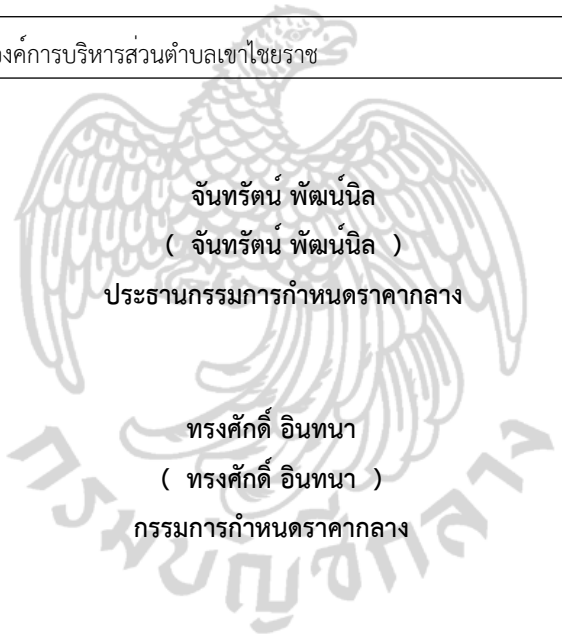 องค์การบริหารส่วนตำบลเขาไชยราช
จันทรัตน์ พัฒน์นิล
( จันทรัตน์ พัฒน์นิล )
ประธานกรรมการกำหนดราคากลาง
ทรงศักดิ์ อินทนา
( ทรงศักดิ์ อินทนา )
กรรมการกำหนดราคากลาง
กรมบัญชีกลาง